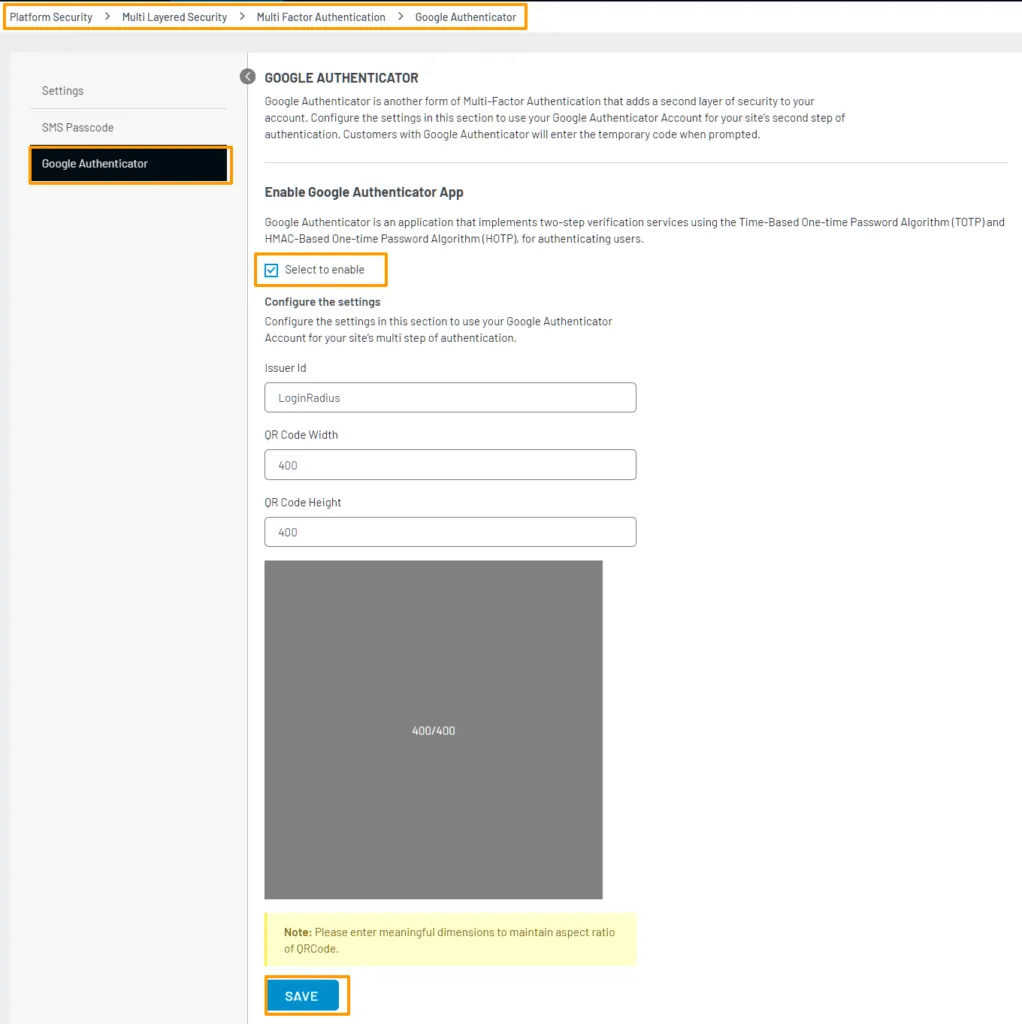 Platform Security > Multi Layered Security > Multi Factor Authentication > Google Authenticator
Settings
SMS Passcode
Google Authenticator
GOOGLE AUTHENTICATOR
Google Authenticator is another form of Multi-Factor Authentication that adds a second layer of security to your
account. Configure the settings in this section to use your Google Authenticator Account for your site's second step of
authentication. Customers with Google Authenticator will enter the temporary code when prompted.
Enable Google Authenticator App
Google Authenticator is an application that implements two-step verification services using the Time-Based One-time Password Algorithm (TOTP) and
HMAC-Based One-time Password Algorithm (HOTP), for authenticating users.
Select to enable
Configure the settings
Configure the settings in this section to use your Google Authenticator
Account for your site's multi step of authentication.
Issuer Id
LoginRadius
QR Code Width
400
QR Code Height
400
400/400
Note: Please enter meaningful dimensions to maintain aspect ratio
of QRCode.
SAVE